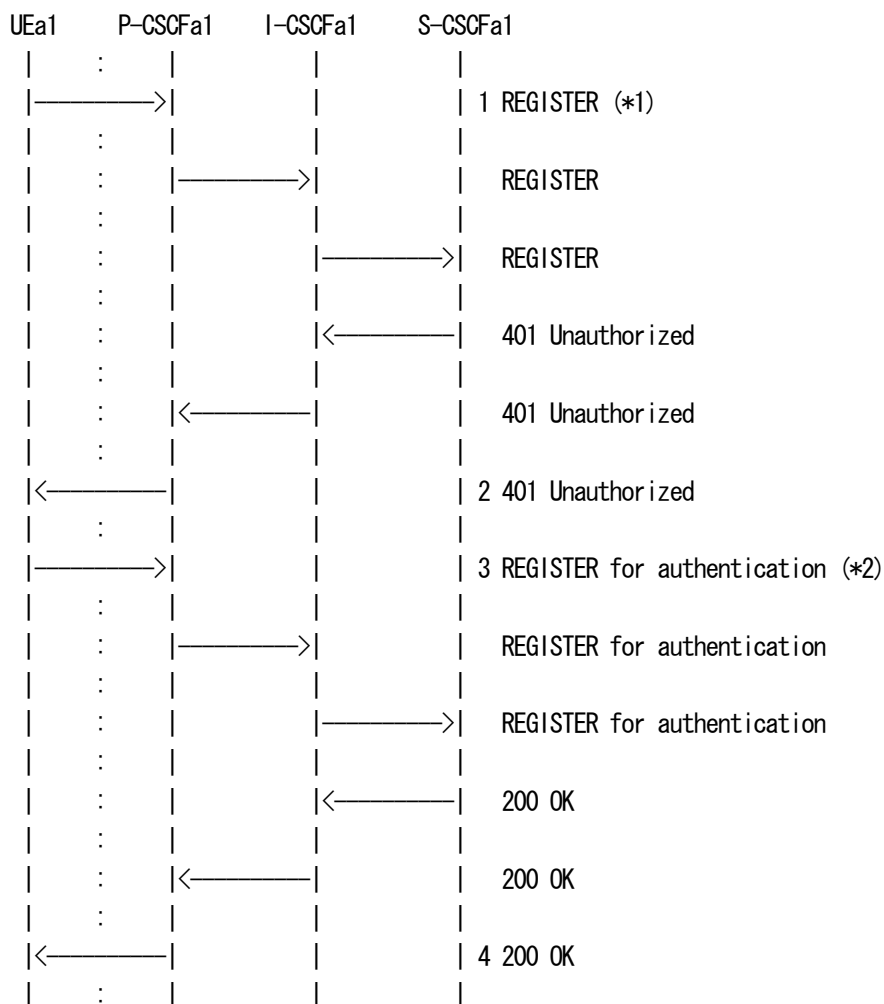 UEa1 P-CSCFa1 I-CSCFa1 S-CSCFa1
1 REGISTER (*1)
REGISTER
REGISTER
401 Unauthorized
401 Unauthorized
2 401 Unauthorized
3 REGISTER for authentication (*2)
REGISTER for authentication
REGISTER for authentication
200 OK
200 OK
4 200 OK